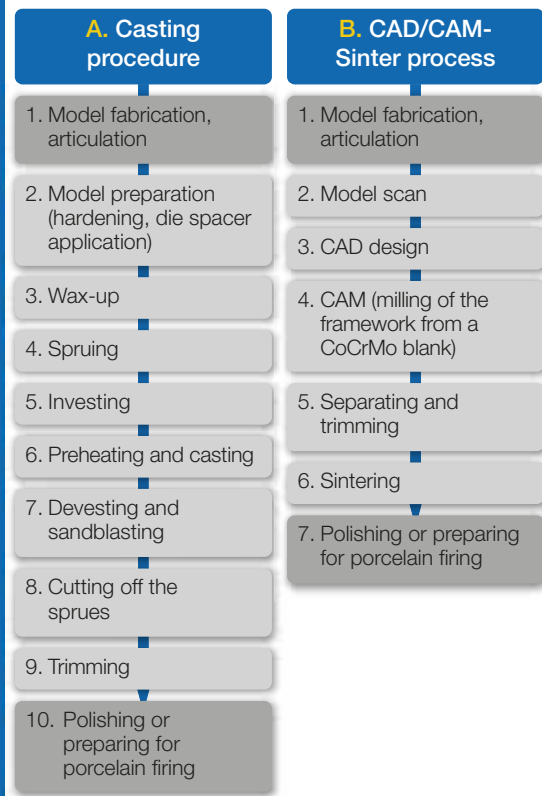 A. Casting
procedure
1. Model fabrication,
articulation
2. Model preparation
(hardening, die spacer
application)
3. Wax-up
4. Spruing
5. Investing
6. Preheating and casting
7. Devesting and
sandblasting
8. Cutting off the
sprues
9. Trimming
10. Polishing or
preparing for
porcelain firing
B. CAD/CAM-
Sinter process
1. Model fabrication,
articulation
2. Model scan
3. CAD design
4. CAM (milling of the
framework from a
CoCrMo blank)
5. Separating and
trimming
6. Sintering
7. Polishing or preparing
for porcelain firing